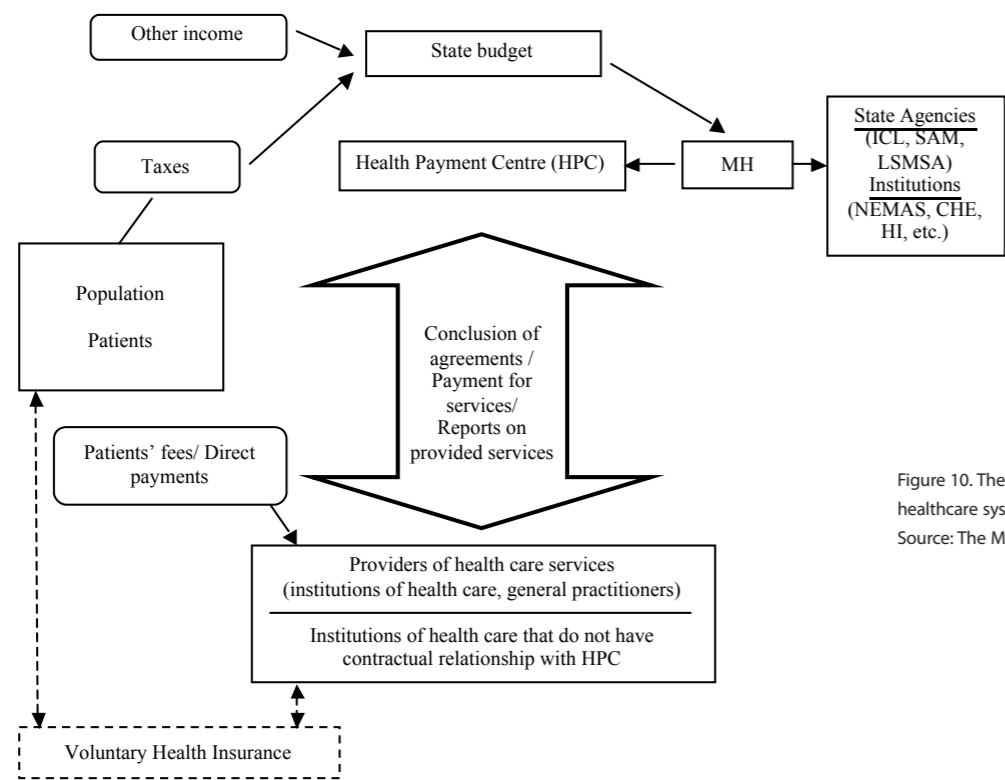 Other income
State budget
Taxes
Health Payment Centre (HPC)
MH
State Agencies
(ICL, SAM,
LSMSA)
Institutions
(NEMAS, CHE,
HI, etc.)
Population
Patients
Conclusion of
agreements /
Payment for
services/
Reports on
provided services
Patients’ fees/ Direct
payments
Providers of health care services
(institutions of health care, general practitioners)
Institutions of health care that do not have
contractual relationship with HPC
Voluntary Health Insurance
Figure 10. The
healthcare sys
Source: The M